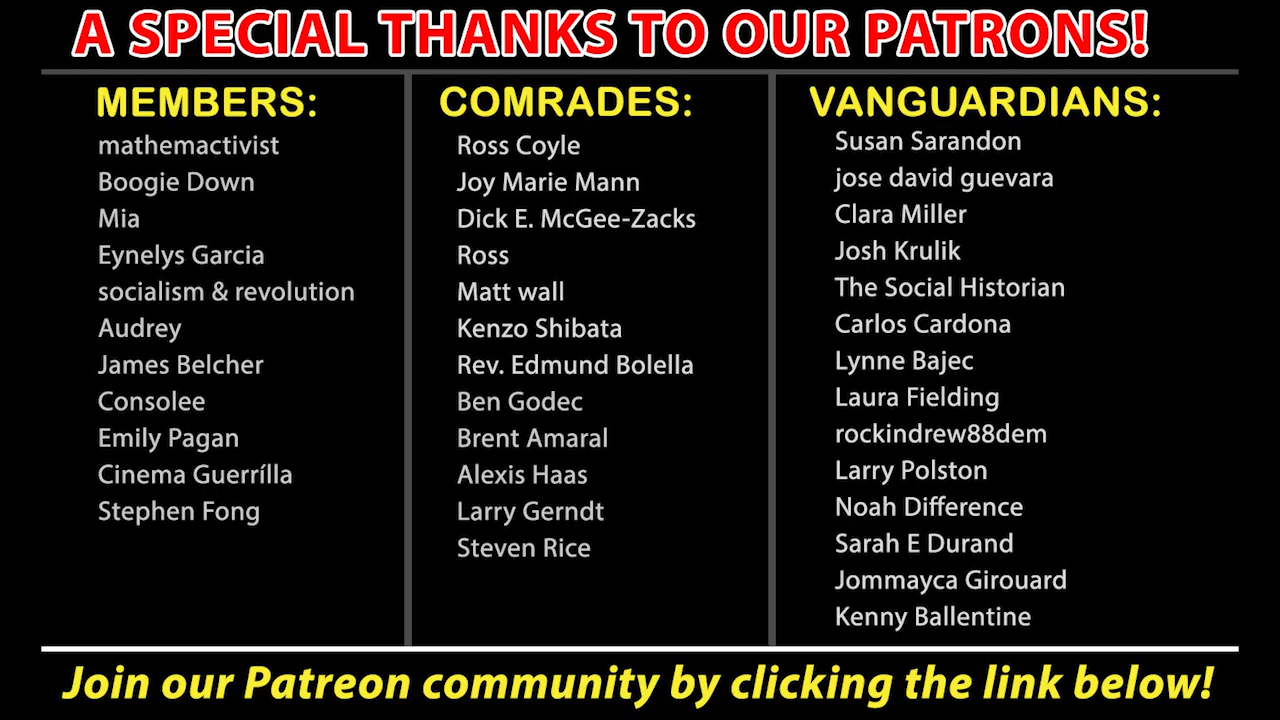 A SPECIAL THANKS TO OUR PATRONS!
MEMBERS:
mathemactivist
Boogie Down
Mia
Eynelys Garcia
socialism & revolution
Audrey
James Belcher
Consolee
Emily Pagan
Cinema Guerrílla
Stephen Fong
COMRADES:
Ross Coyle
Joy Marie Mann
Dick E. McGee-Zacks
Ross
Matt wall
Kenzo Shibata
Rev. Edmund Bolella
Ben Godec
Brent Amaral
Alexis Haas
Larry Gerndt
Steven Rice
VANGUARDIANS:
Susan Sarandon
jose david guevara
Clara Miller
Josh Krulik
The Social Historian
Carlos Cardona
Lynne Bajec
Laura Fielding
rockindrew88dem
Larry Polston
Noah Difference
Sarah E Durand
Jommayca Girouard
Kenny Ballentine
Join our Patreon community by clicking the link below!